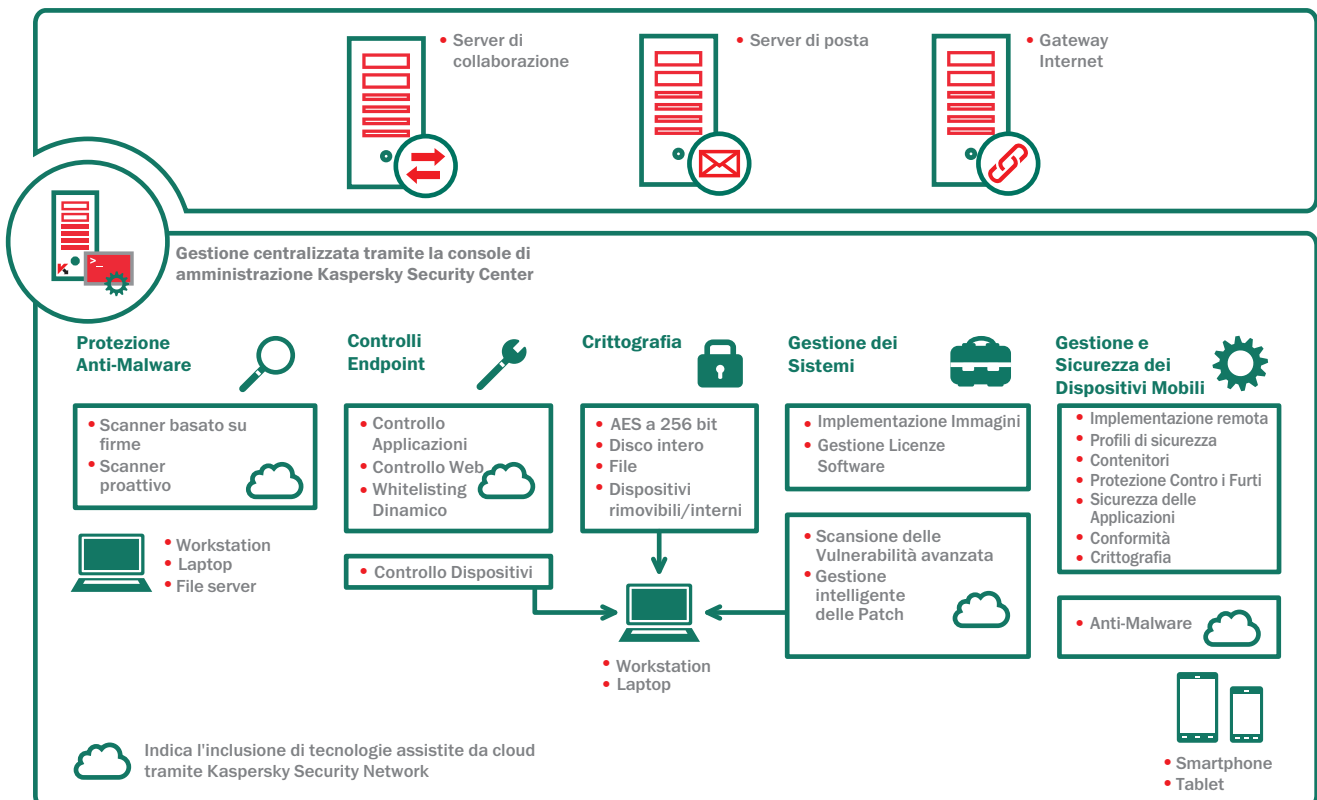 • Server di
collaborazione
• Server di posta
• Gateway
Internet
>_
Gestione centralizzata tramite la console di
amministrazione Kaspersky Security Center
Protezione
Anti-Malware
• Scanner basato su
firme
• Scanner
proattivo
• Workstation
• Laptop
• File server
Controlli
Endpoint
• Controllo
Applicazioni
• Controllo Web
• Whitelisting
Dinamico
• Controllo Dispositivi
Crittografia
• AES a 256 bit
• Disco intero
• File
• Dispositivi
rimovibili/interni
• Workstation
• Laptop
Gestione dei
Sistemi
• Implementazione Immagini
• Gestione Licenze
Software
• Scansione delle
Vulnerabilità avanzata
• Gestione
intelligente
delle Patch
Gestione e
Sicurezza dei
Dispositivi Mobili
• Implementazione remota
• Profili di sicurezza
• Contenitori
• Protezione Contro i Furti
• Sicurezza delle
Applicazioni
• Conformità
• Crittografia
• Anti-Malware
• Smartphone
• Tablet
Indica l'inclusione di tecnologie assistite da cloud
tramite Kaspersky Security Network